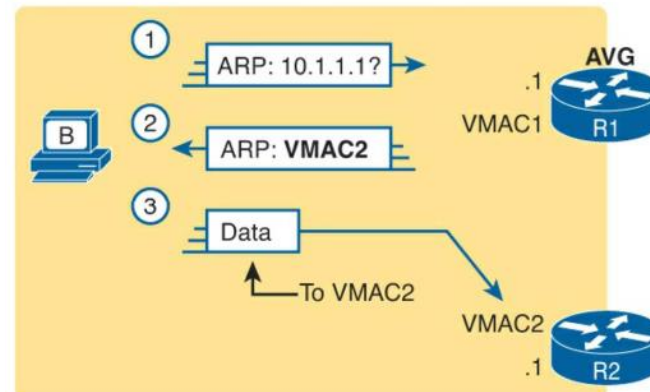 1
ARP: 10.1.1.1?
AVG
.1
VMAC1
R1
B
2
ARP: VMAC2
3
Data
To VMAC2
VMAC2
.1
R2